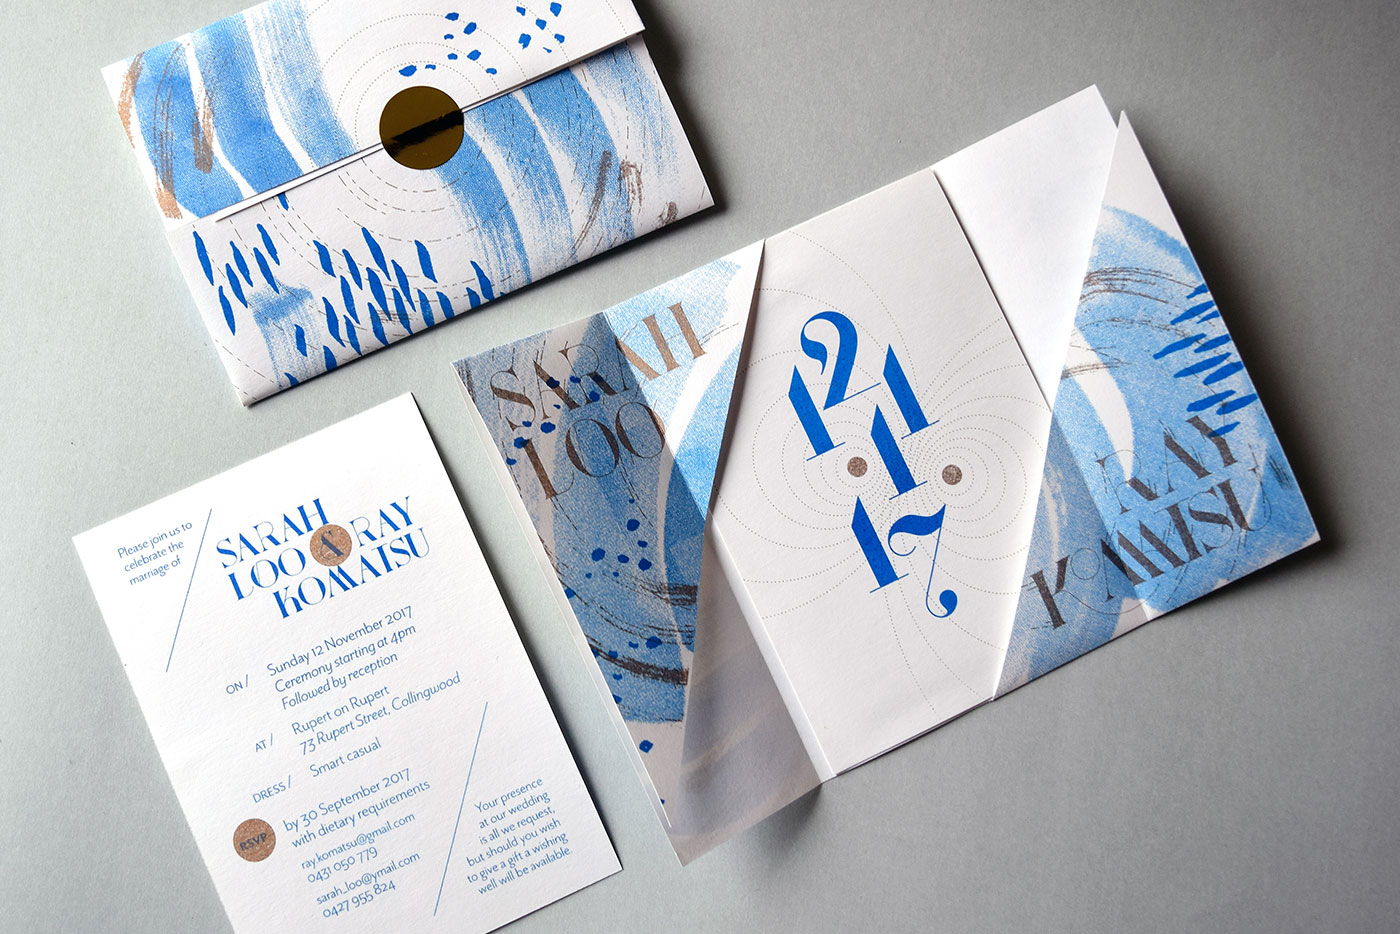 SARAH
LOO
12
11
17
RAY
KOMATSU
Please join us to
celebrate the
marriage of
SARAH
LOO & RAY
KOMATSU
ON / Sunday 12 November 2017
Ceremony starting at 4pm
Followed by reception
AT / Rupert on Rupert
73 Rupert Street, Collingwood
DRESS / Smart casual
RSVP by 30 September 2017
with dietary requirements
ray.komatsu@gmail.com
0431 050 779
sarah_loo@ymail.com
0427 955 824
Your presence
at our wedding
is all we request,
but should you wish
to give a gift a wishing
well will be available.